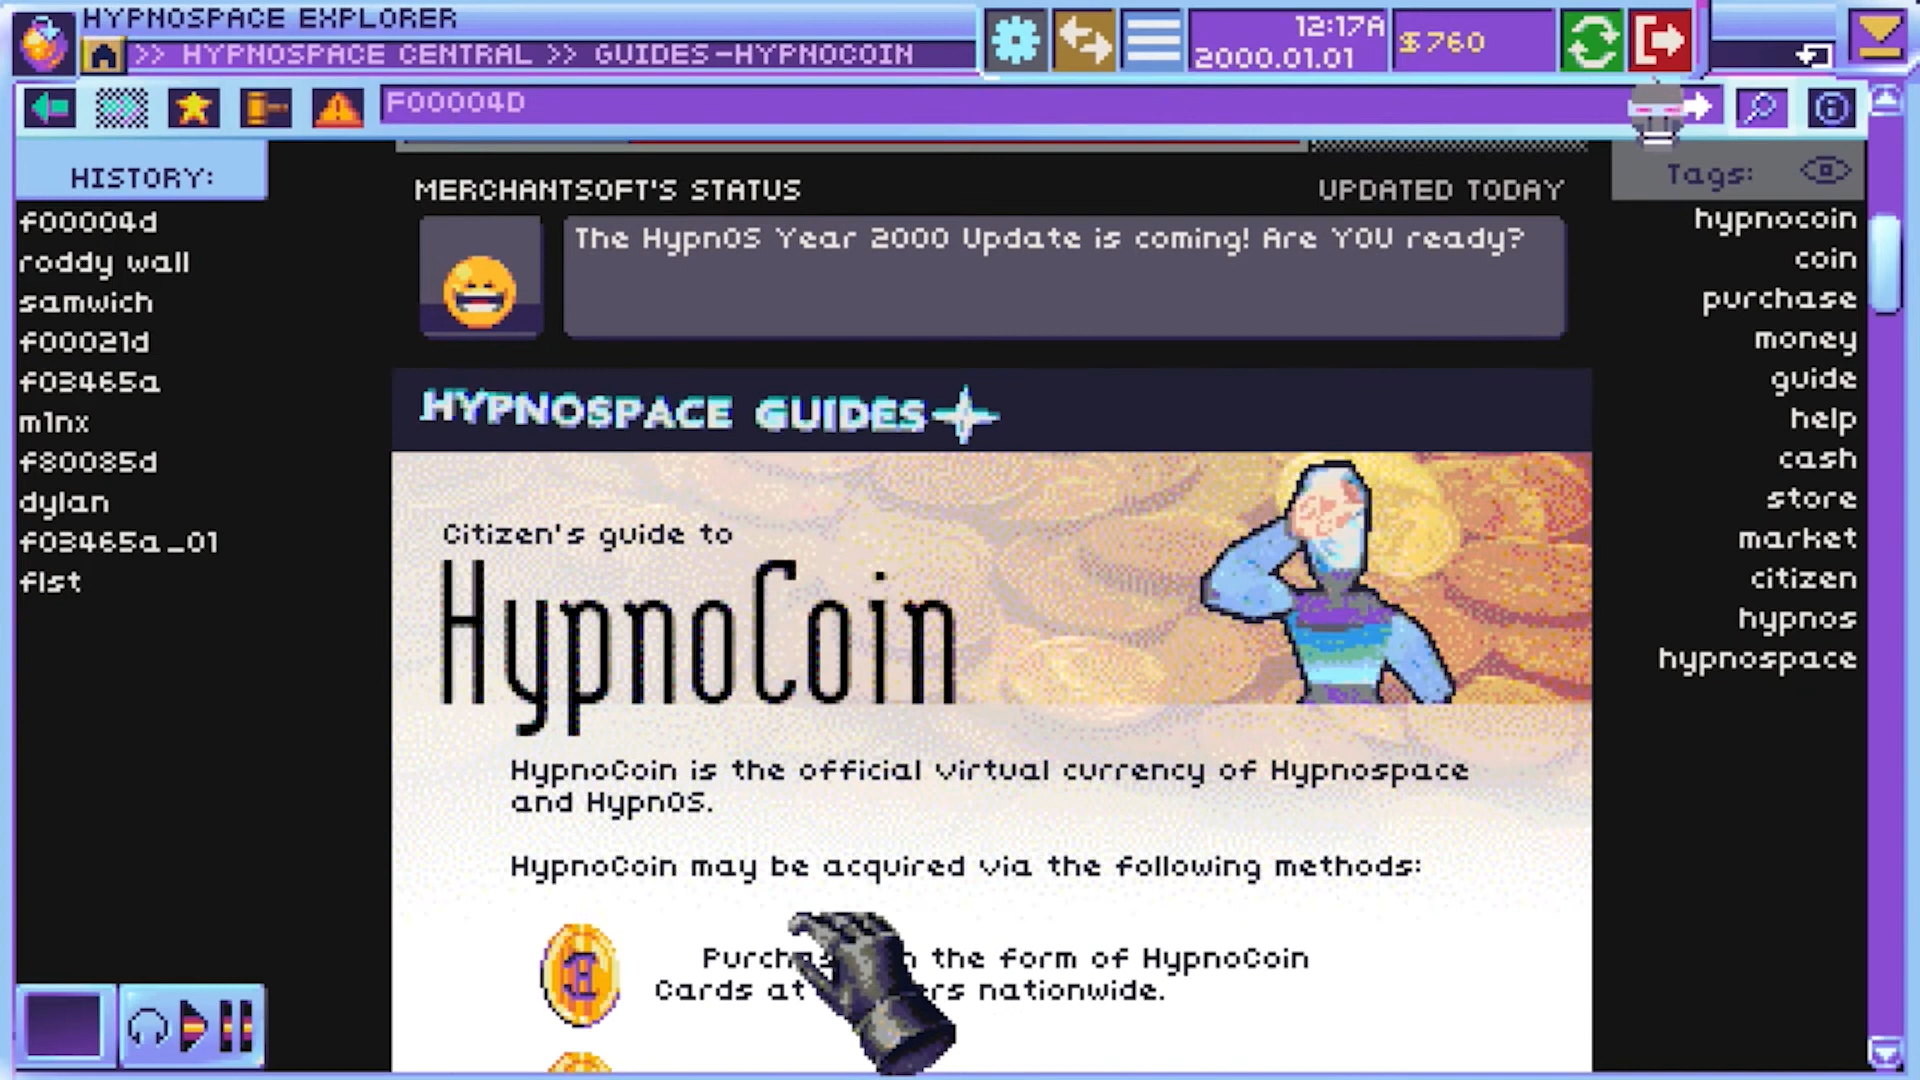 HYPNOSPACE EXPLORER
>> HYPNOSPACE CENTRAL >> GUIDES-HYPNOCOIN
12:17A
2000.01.01
$760
F00004D
HISTORY:
f00004d
roddy wall
samwich
f00021d
f03465a
m1nx
f80085d
dylan
f03465a_01
flst
MERCHANTSOFT'S STATUS
UPDATED TODAY
The HypnOS Year 2000 Update is coming! Are YOU ready?
HYPNOSPACE GUIDES
Citizen's guide to
HypnoCoin
HypnoCoin is the official virtual currency of Hypnospace
and HypnOS.
HypnoCoin may be acquired via the following methods:
the form of HypnoCoin
Cards at nationwide.
Tags:
hypnocoin
coin
purchase
money
guide
help
cash
store
market
citizen
hypnos
hypnospace